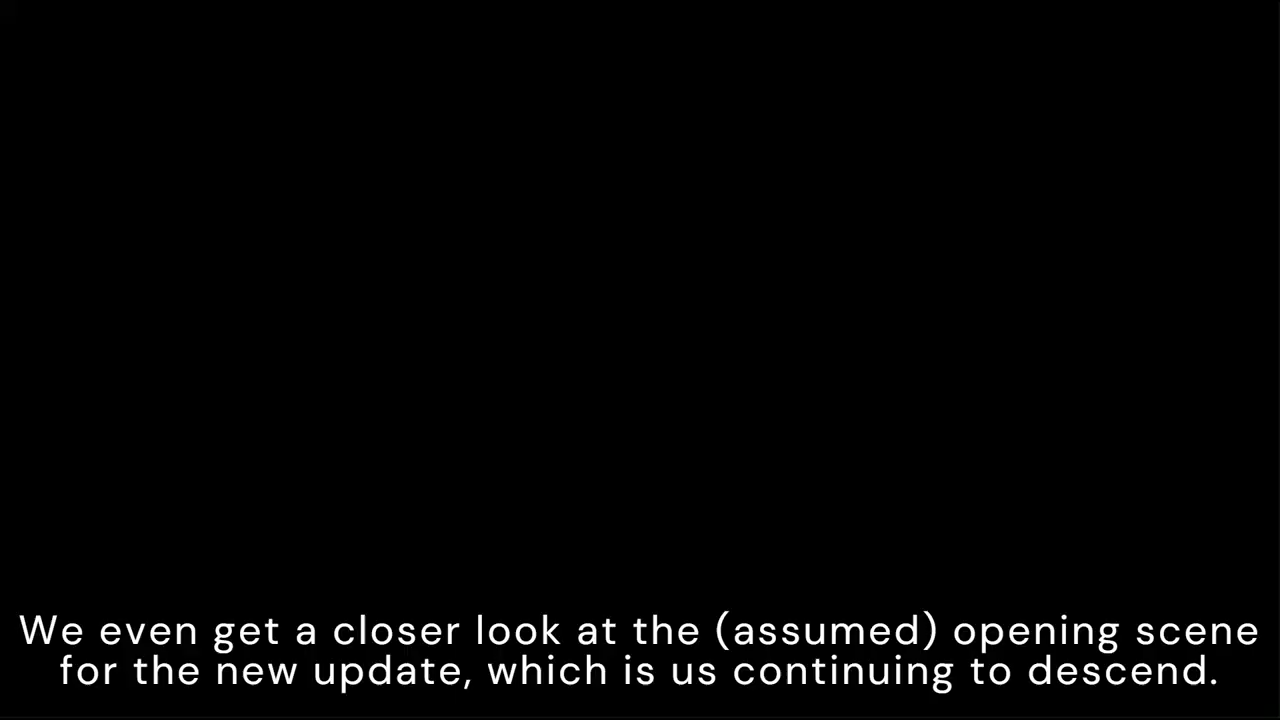 We even get a closer look at the (assumed) opening scene
for the new update, which is us continuing to descend.